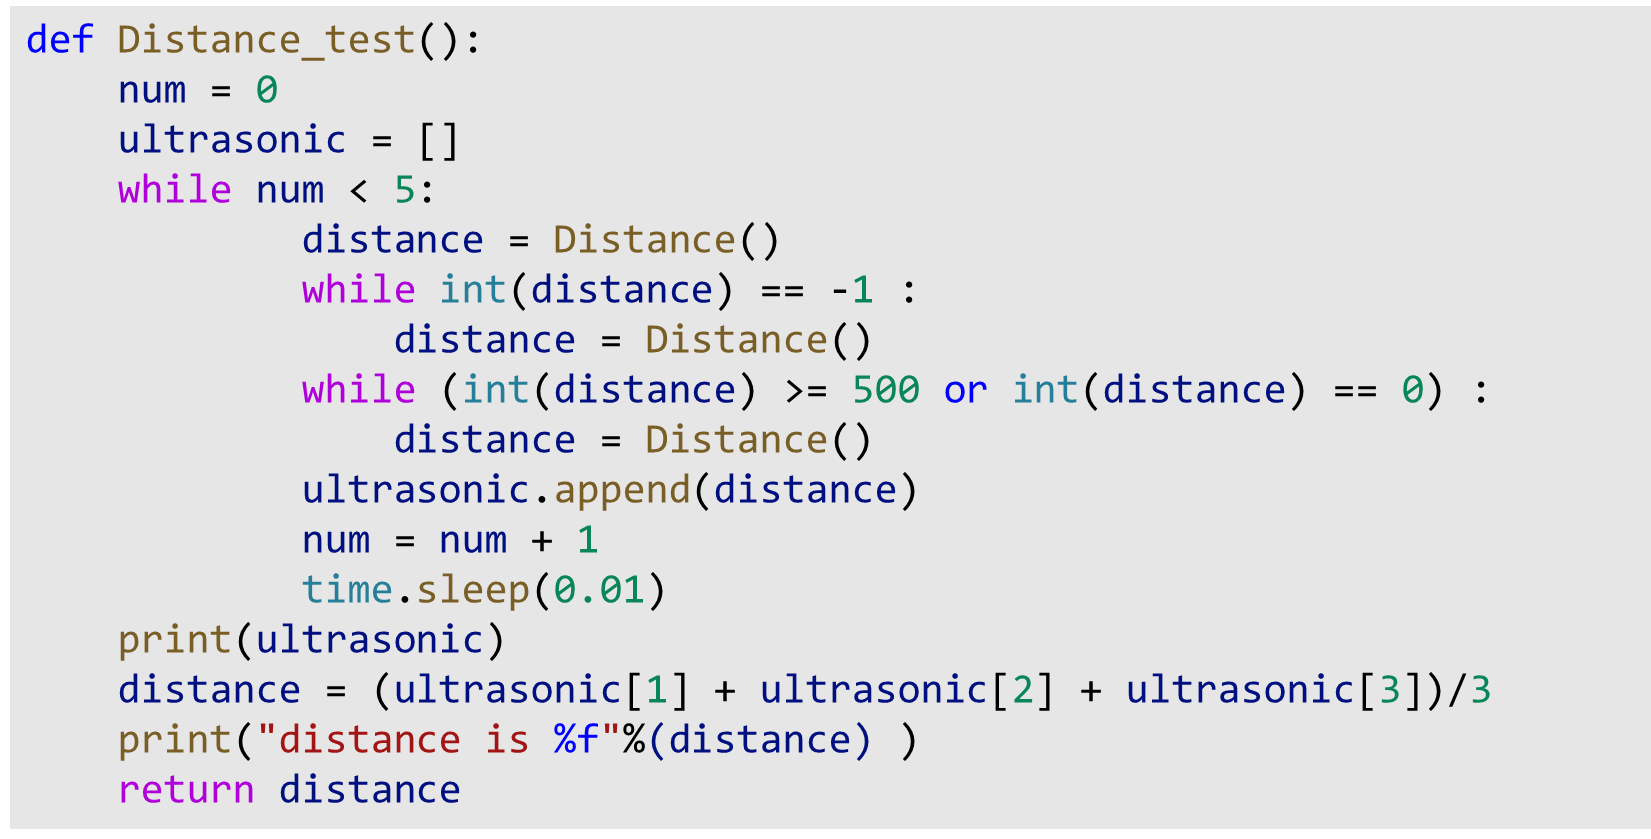 def Distance_test():
    num = 0
    ultrasonic = []
    while num < 5:
            distance = Distance()
            while int(distance) == -1 :
                distance = Distance()
            while (int(distance) >= 500 or int(distance) == 0) :
                distance = Distance()
            ultrasonic.append(distance)
            num = num + 1
            time.sleep(0.01)
    print(ultrasonic)
    distance = (ultrasonic[1] + ultrasonic[2] + ultrasonic[3])/3
    print("distance is %f"%(distance) )
    return distance